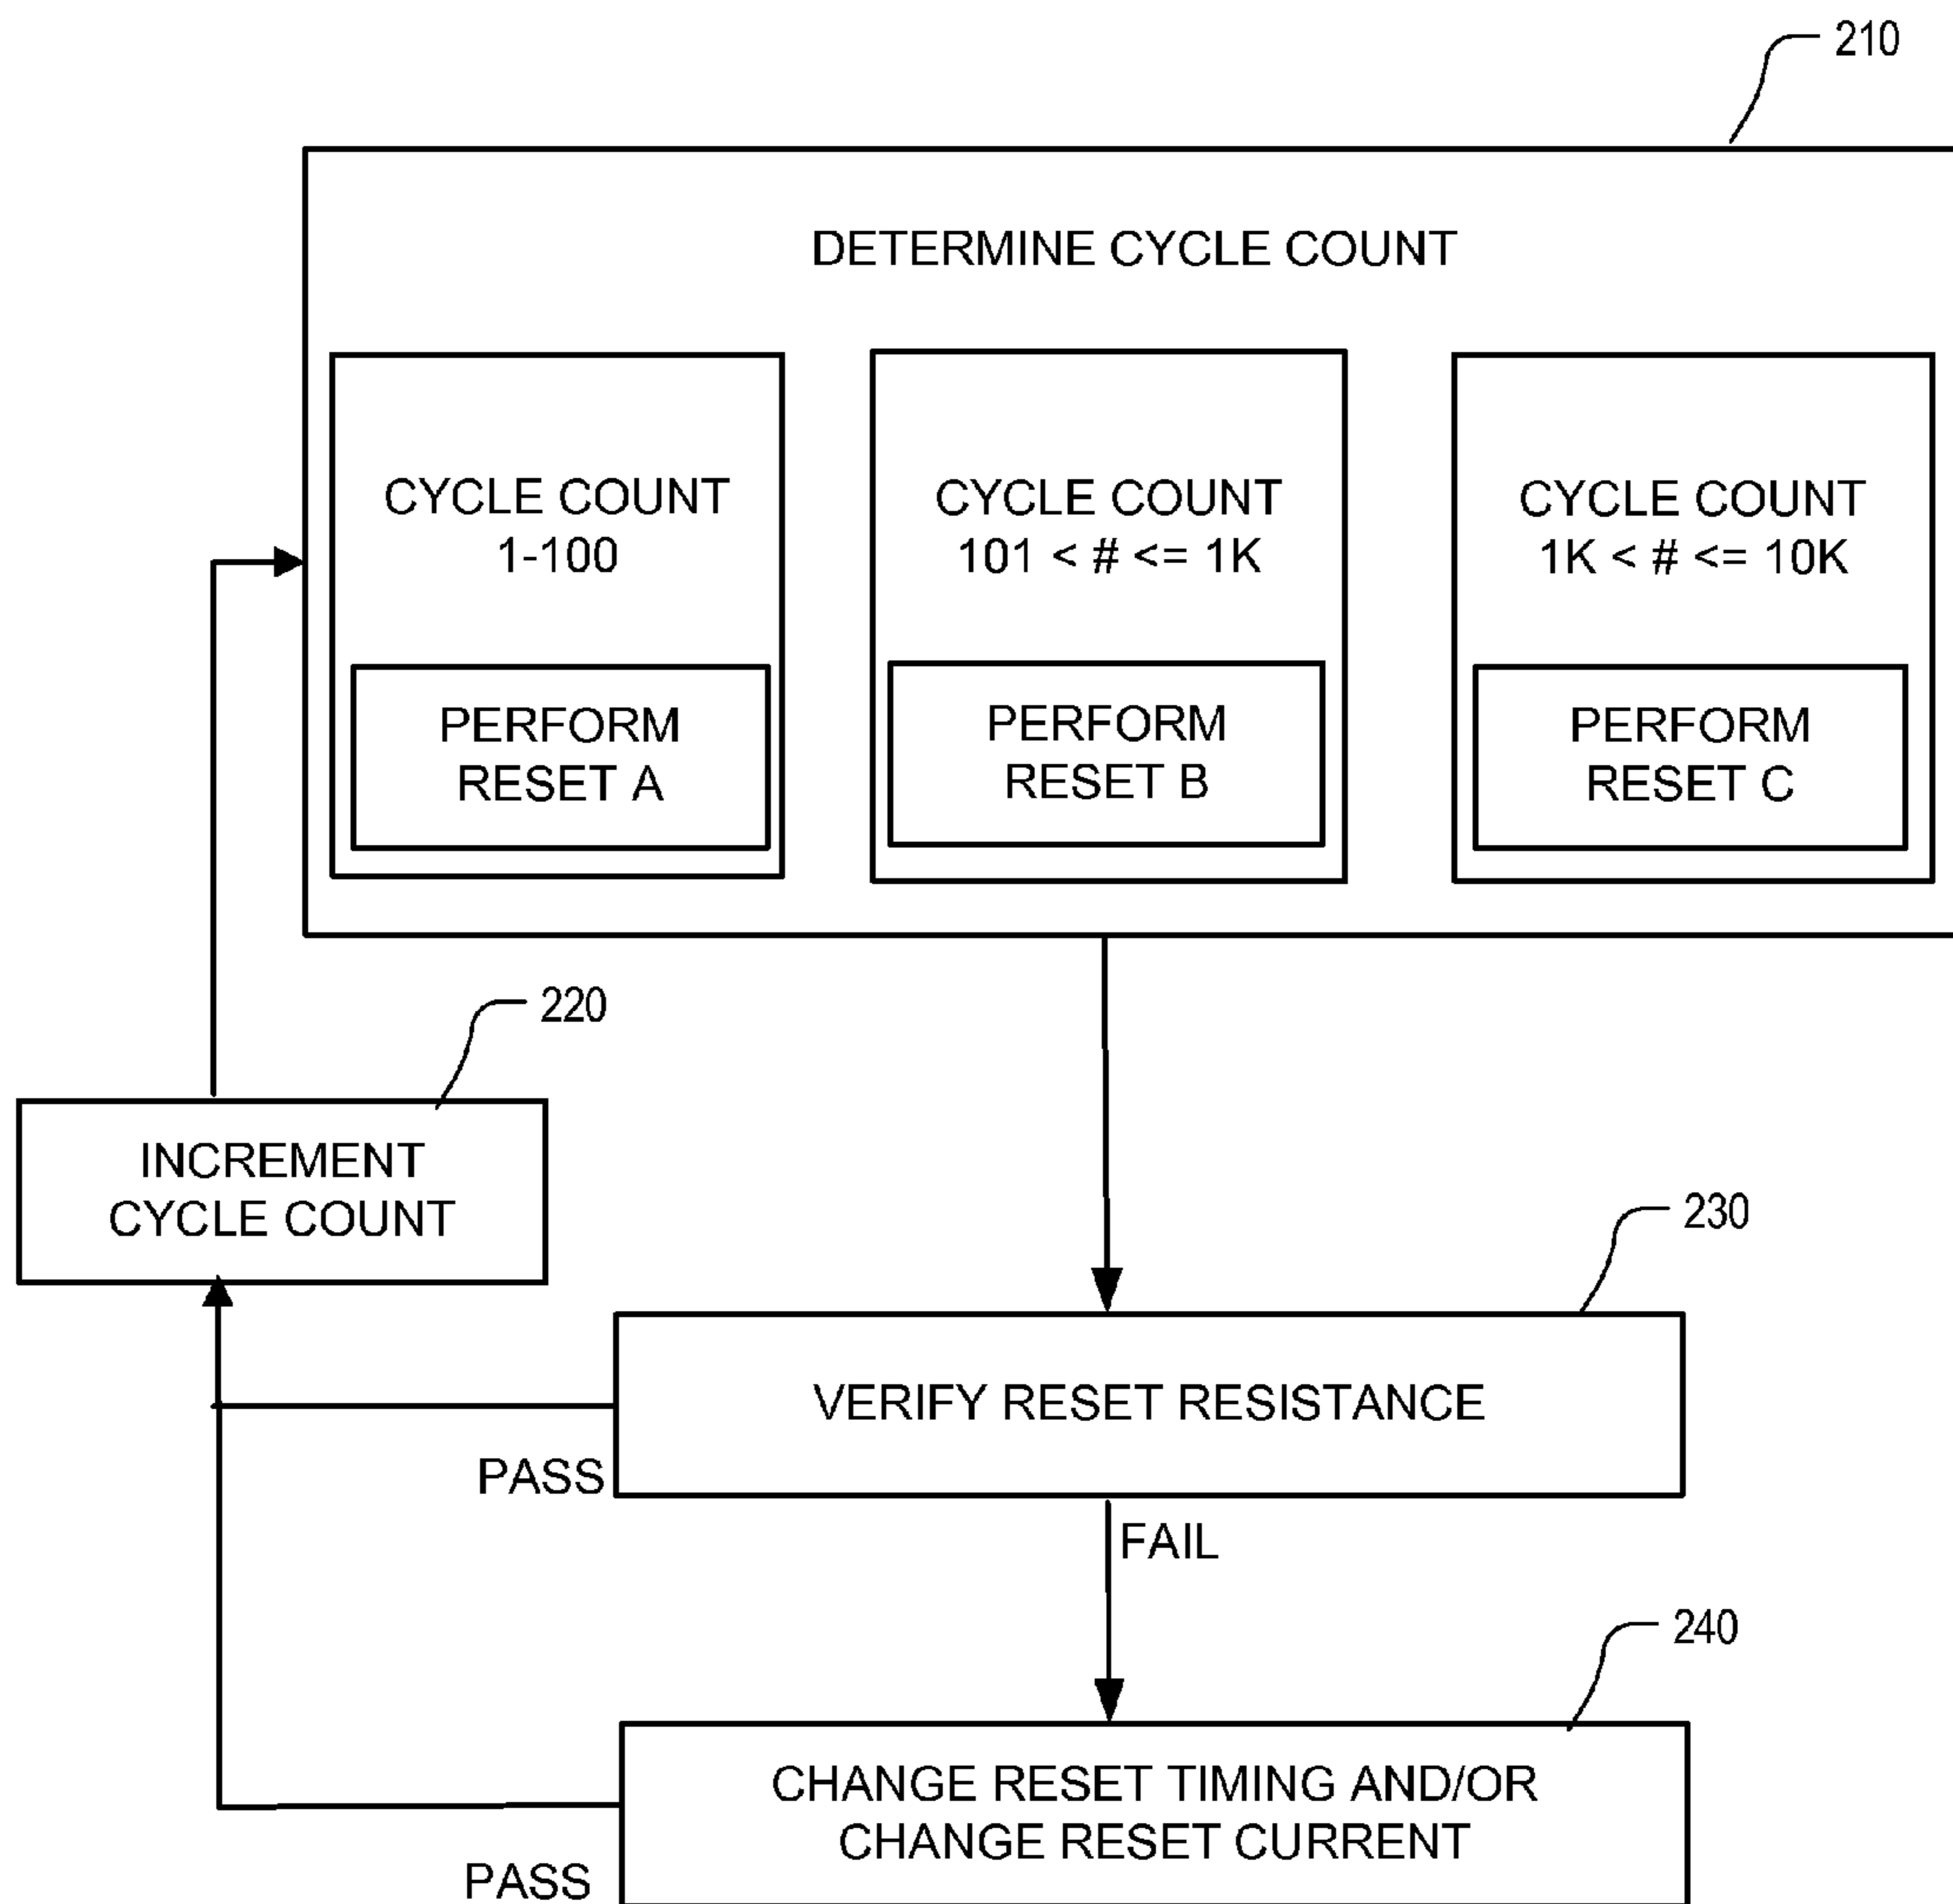 210
DETERMINE CYCLE COUNT
CYCLE COUNT
1-100
PERFORM
RESET A
CYCLE COUNT
101 < # <= 1K
PERFORM
RESET B
CYCLE COUNT
1K < # <= 10K
PERFORM
RESET C
220
INCREMENT
CYCLE COUNT
230
VERIFY RESET RESISTANCE
PASS
FAIL
240
CHANGE RESET TIMING AND/OR
CHANGE RESET CURRENT
PASS